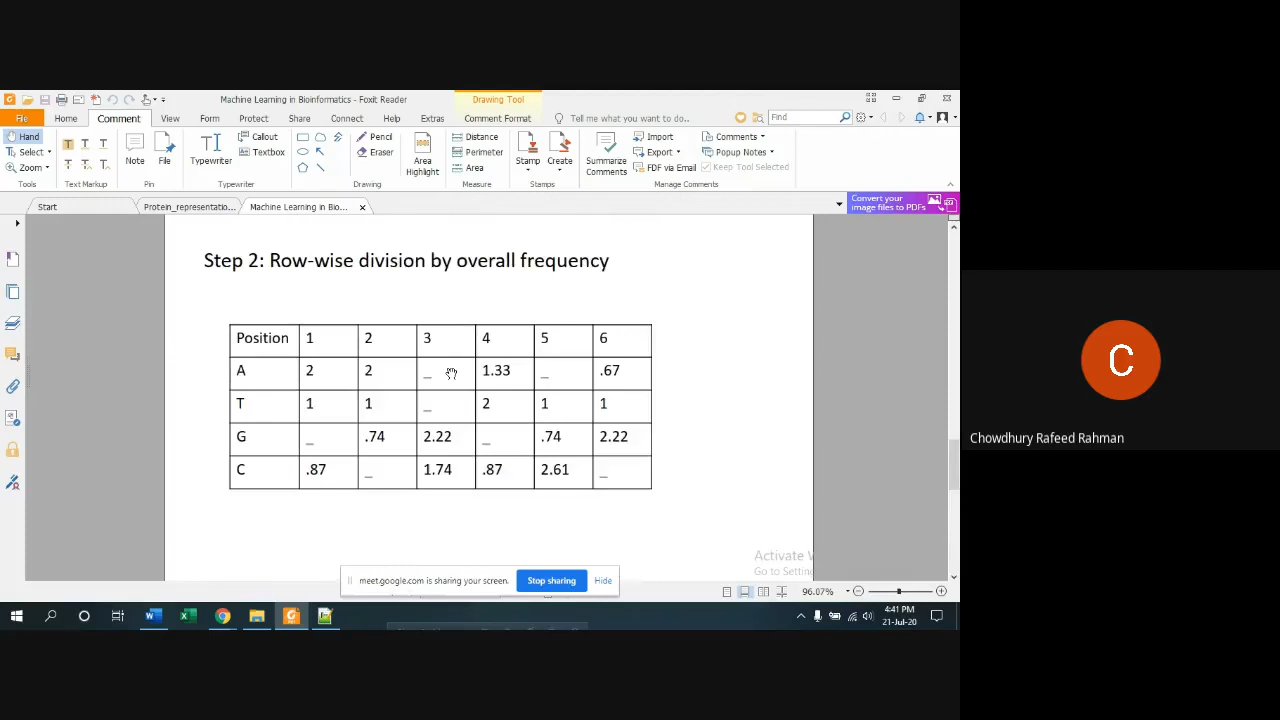 Machine Learning in Bioinformatics - Foxit Reader
Drawing Tool
File Home Comment View Form Protect Share Connect Help Extras Comment Format Tell me what you want to do.. Find
Hand
Select
Zoom
Tools
Text Markup
Note
File
Pin
Typewriter
Callout
Textbox
Typewriter
Pencil
Eraser
Drawing
Area Highlight
Distance
Perimeter
Area
Measure
Stamp
Create
Stamps
Summarize Comments
Import
Export
FDF via Email
Comments
Popup Notes
Keep Tool Selected
Manage Comments
Start Protein_representatio... Machine Learning in Bio...
Convert your
image files to PDFs
Step 2: Row-wise division by overall frequency
Position 1 2 3 4 5 6
A 2 2 _ 1.33 _ .67
T 1 1 _ 2 1 1
G _ .74 2.22 _ .74 2.22
C .87 _ 1.74 .87 2.61 _
C
Chowdhury Rafeed Rahman
Activate
Go to Setting
meet.google.com is sharing your screen. Stop sharing Hide
96.07%
4:41 PM
21-Jul-20